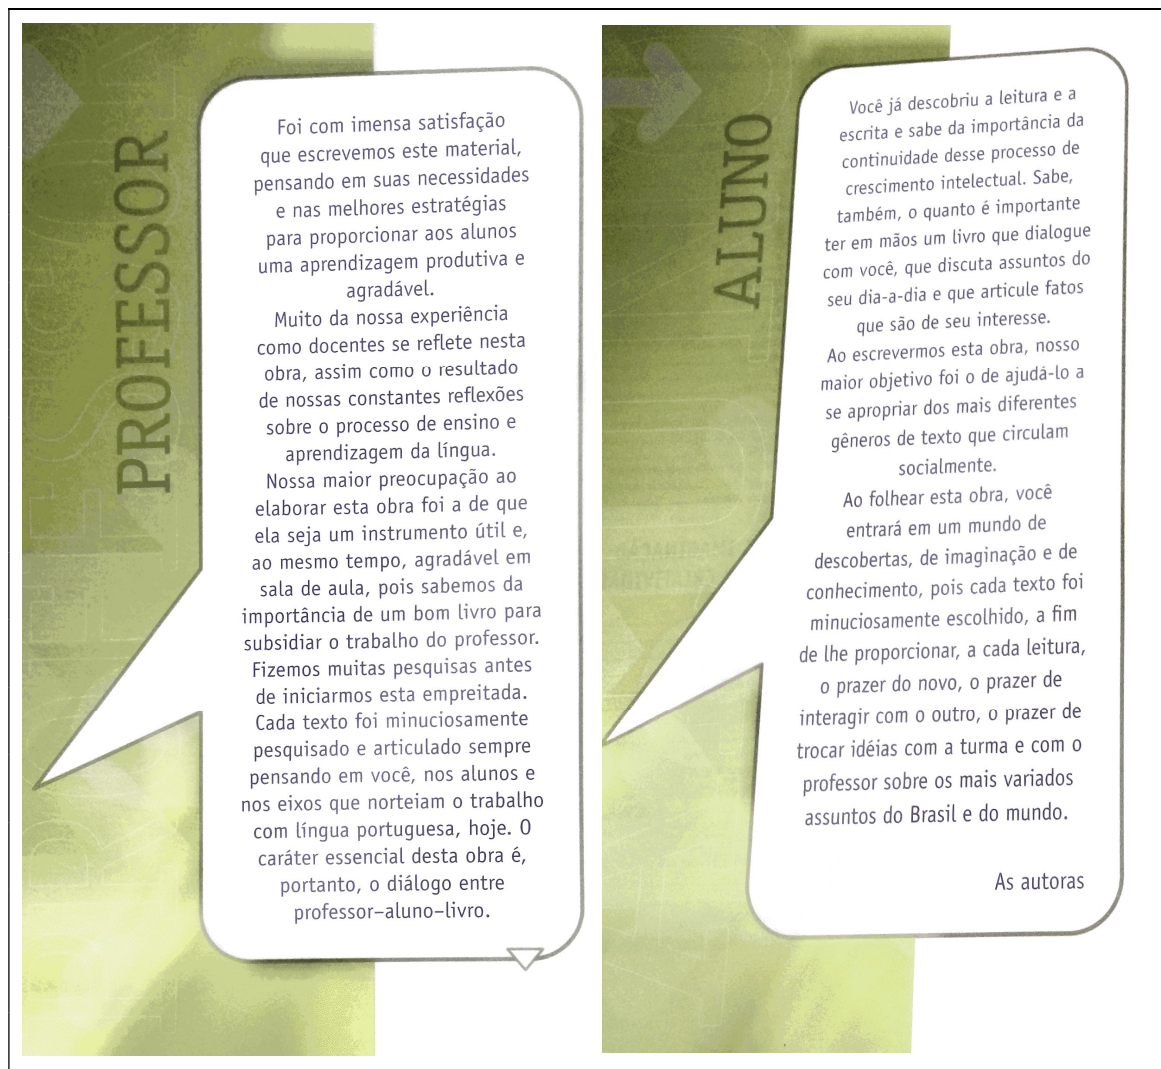 PROFESSOR
Foi com imensa satisfação
que escrevemos este material,
pensando em suas necessidades
e nas melhores estratégias
para proporcionar aos alunos
uma aprendizagem produtiva e
agradável.
Muito da nossa experiência
como docentes se reflete nesta
obra, assim como o resultado
de nossas constantes reflexões
sobre o processo de ensino e
aprendizagem da língua.
Nossa maior preocupação ao
elaborar esta obra foi a de que
ela seja um instrumento útil e,
ao mesmo tempo, agradável em
sala de aula, pois sabemos da
importância de um bom livro para
subsidiar o trabalho do professor.
Fizemos muitas pesquisas antes
de iniciarmos esta empreitada.
Cada texto foi minuciosamente
pesquisado e articulado sempre
pensando em você, nos alunos e
nos eixos que norteiam o trabalho
com língua portuguesa, hoje. O
caráter essencial desta obra é,
portanto, o diálogo entre
professor–aluno–livro.
ALUNO
Você já descobriu a leitura e a
escrita e sabe da importância da
continuidade desse processo de
crescimento intelectual. Sabe,
também, o quanto é importante
ter em mãos um livro que dialogue
com você, que discuta assuntos do
seu dia-a-dia e que articule fatos
que são de seu interesse.
Ao escrevermos esta obra, nosso
maior objetivo foi o de ajudá-lo a
se apropriar dos mais diferentes
gêneros de texto que circulam
socialmente.
Ao folhear esta obra, você
entrará em um mundo de
descobertas, de imaginação e de
conhecimento, pois cada texto foi
minuciosamente escolhido, a fim
de lhe proporcionar, a cada leitura,
o prazer do novo, o prazer de
interagir com o outro, o prazer de
trocar idéias com a turma e com o
professor sobre os mais variados
assuntos do Brasil e do mundo.
As autoras